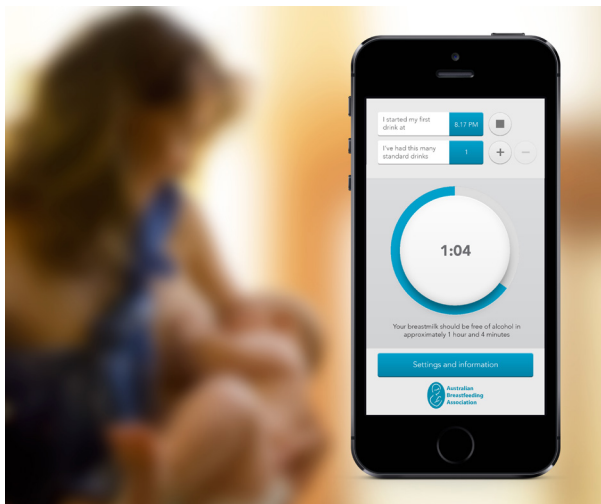 I started my first
drink at
8.17 PM
I've had this many
standard drinks
1
+
−
1:04
Your breastmilk should be free of alcohol in
approximately 1 hour and 4 minutes
Settings and information
Australian
Breastfeeding
Association